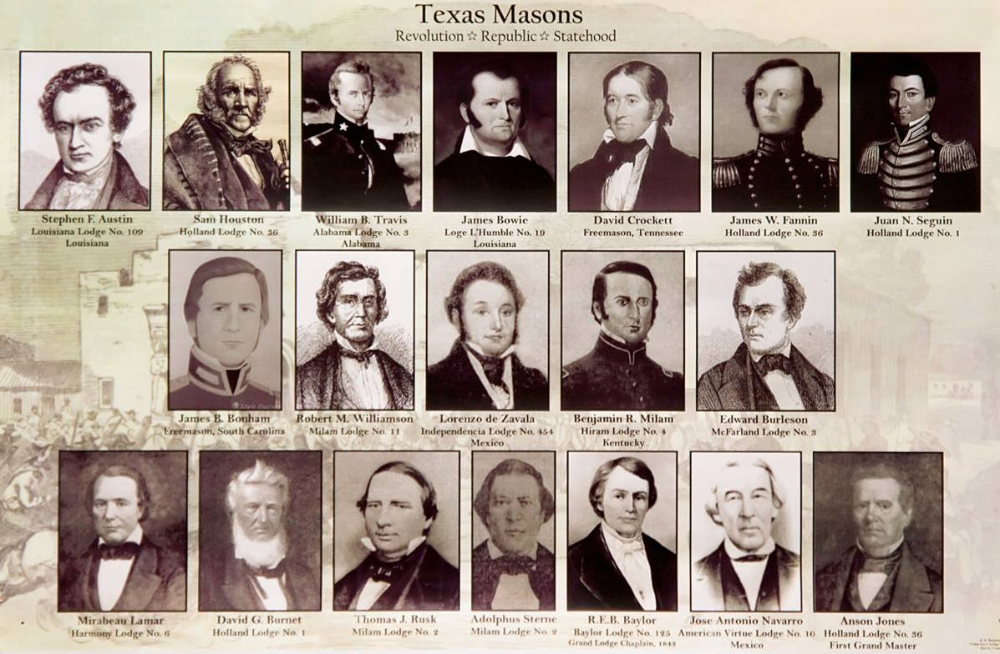 Texas Masons
Revolution ☆ Republic ☆ Statehood
Stephen F. Austin
Louisiana Lodge No. 109
Louisiana
Sam Houston
Holland Lodge No. 36
William B. Travis
Alabama Lodge No. 3
Alabama
James Bowie
Loge L'Humble No. 19
Louisiana
David Crockett
Freemason, Tennessee
James W. Fannin
Holland Lodge No. 36
Juan N. Seguin
Holland Lodge No. 1
James B. Bonham
Freemason, South Carolina
Robert M. Williamson
Milam Lodge No. 11
Lorenzo de Zavala
Independencia Lodge No. 454
Mexico
Benjamin R. Milam
Hiram Lodge No. 4
Kentucky
Edward Burleson
McFarland Lodge No. 3
Mirabeau Lamar
Harmony Lodge No. 6
David G. Burnet
Holland Lodge No. 1
Thomas J. Rusk
Milam Lodge No. 2
Adolphus Sterne
Milam Lodge No. 2
R.E.B. Baylor
Baylor Lodge No. 125
Grand Lodge Chaplain, 1845
Jose Antonio Navarro
American Virtue Lodge No. 10
Mexico
Anson Jones
Holland Lodge No. 36
First Grand Master